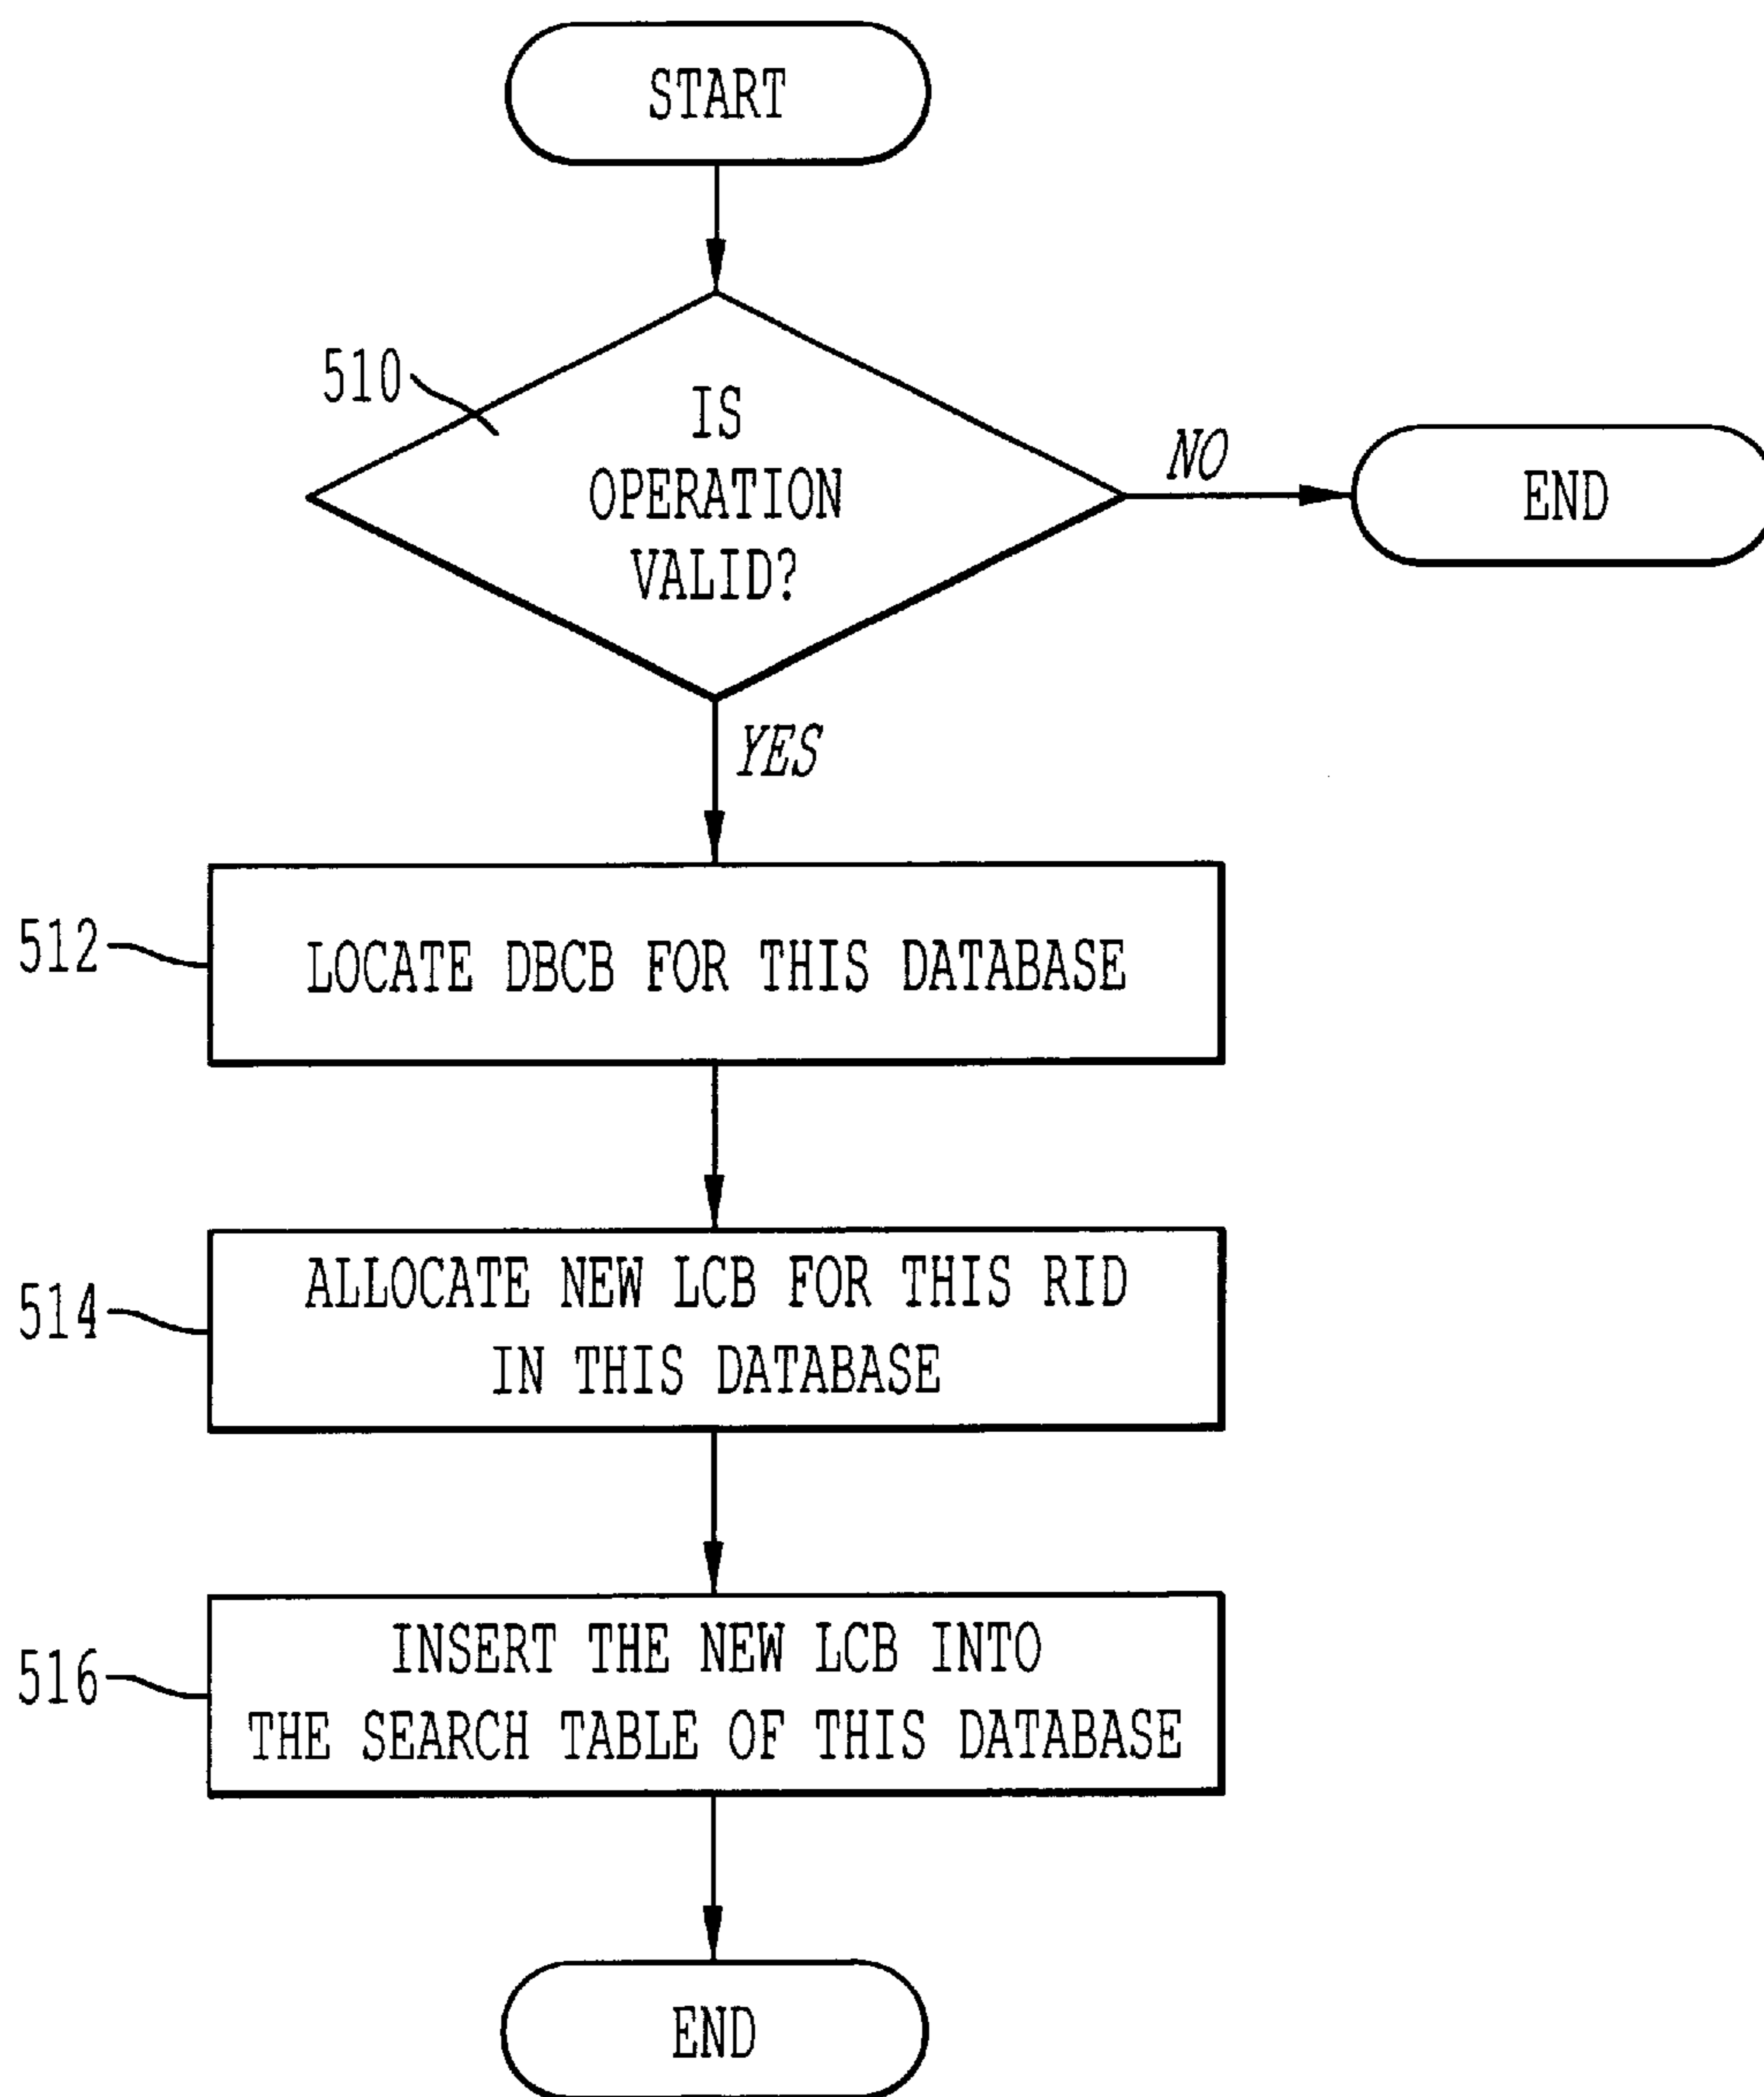 START
510
IS
OPERATION
VALID?
NO
END
YES
512
LOCATE DBCB FOR THIS DATABASE
514
ALLOCATE NEW LCB FOR THIS RID
IN THIS DATABASE
516
INSERT THE NEW LCB INTO
THE SEARCH TABLE OF THIS DATABASE
END